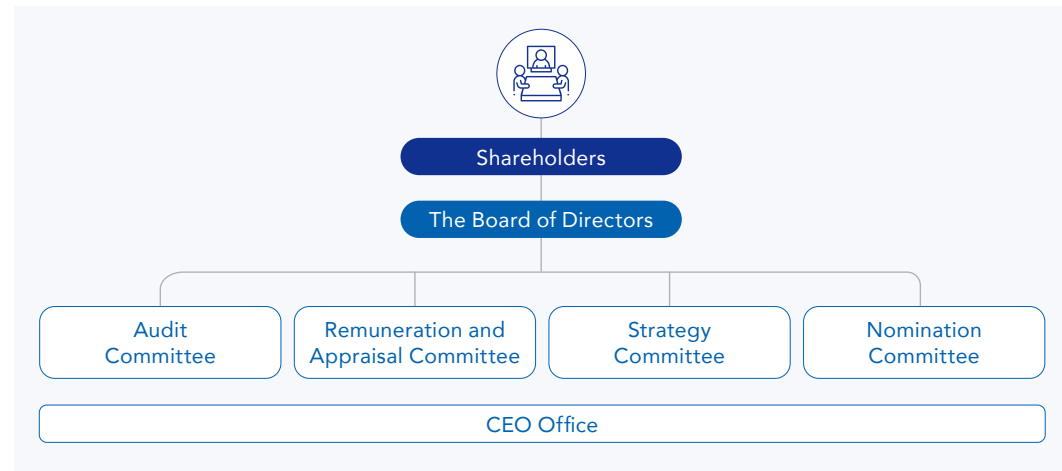 Shareholders
The Board of Directors
Audit
Committee
Remuneration and
Appraisal Committee
Strategy
Committee
Nomination
Committee
CEO Office